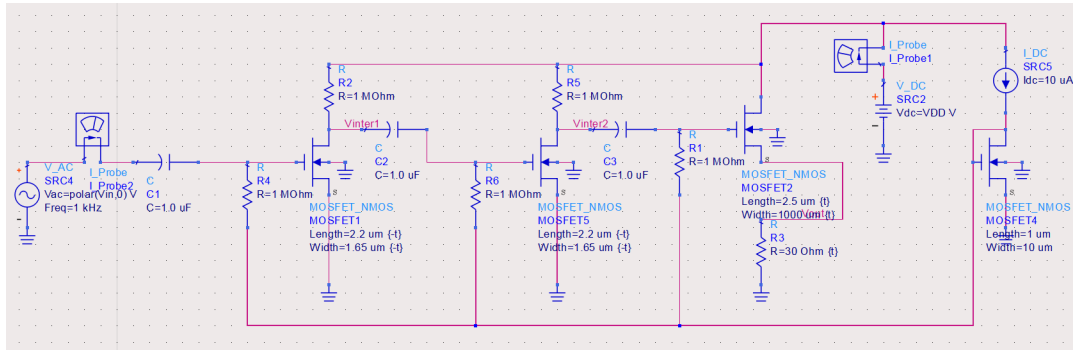 R
R2
R=1 MOhm
R
R5
R=1 MOhm
I_Probe
I_Probe1
I_DC
SRC5
Idc=10 uA
V_DC
SRC2
Vdc=VDD V
+
-
Vinter1
C
C2
C=1.0 uF
Vinter2
C
C3
C=1.0 uF
R
R1
R=1 MOhm
V_AC
SRC4
Vac=polar(Vin,0) V
Freq=1 kHz
+
-
I_Probe
I_Probe2
C
C1
C=1.0 uF
R
R4
R=1 MOhm
s
MOSFET_NMOS
MOSFET1
Length=2.2 um {-t}
Width=1.65 um {-t}
R
R6
R=1 MOhm
s
MOSFET_NMOS
MOSFET5
Length=2.2 um {-t}
Width=1.65 um {-t}
s
MOSFET_NMOS
MOSFET2
Length=2.5 um {t}
Width=1000 um {t}
R
R3
R=30 Ohm {t}
s
MOSFET_NMOS
MOSFET4
Length=1 um
Width=10 um